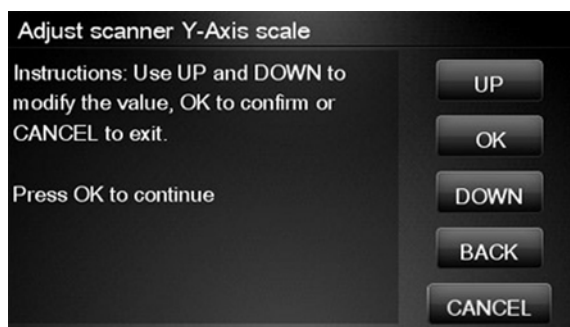 Adjust scanner Y-Axis scale
Instructions: Use UP and DOWN to
modify the value, OK to confirm or
CANCEL to exit.
Press OK to continue
UP
OK
DOWN
BACK
CANCEL